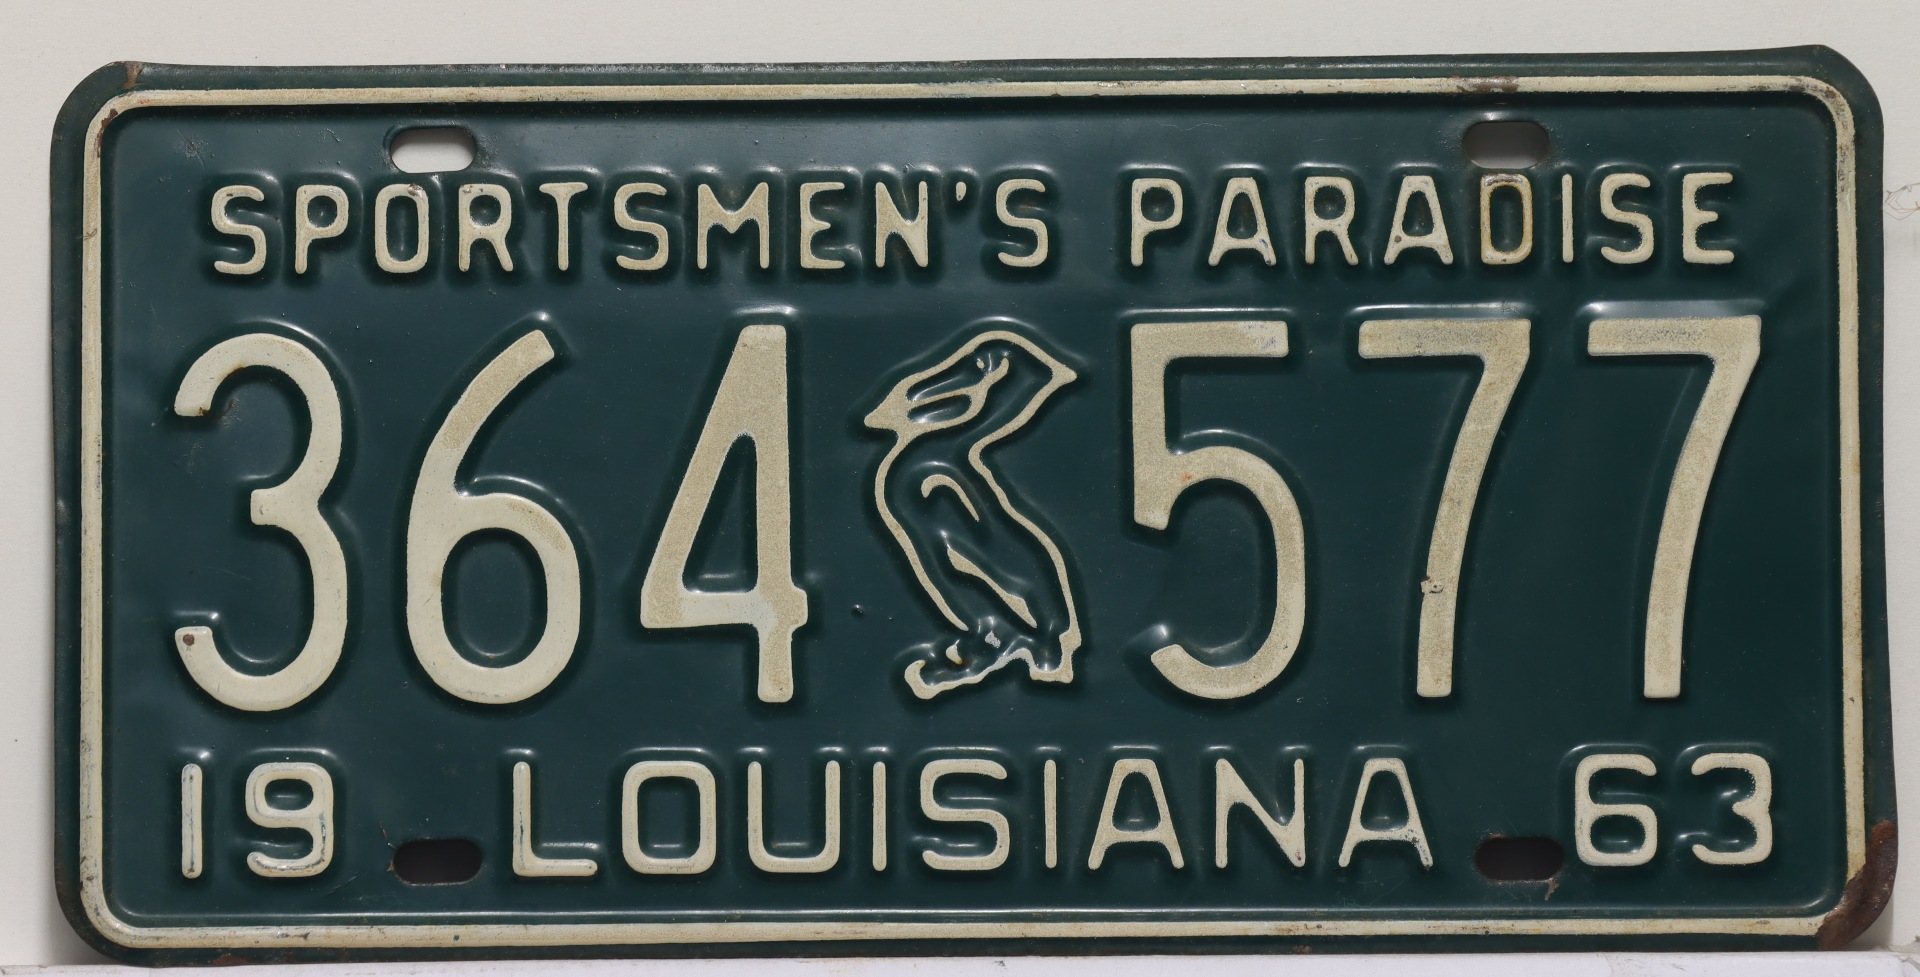 SPORTSMEN'S PARADISE
364 577
19 LOUISIANA 63